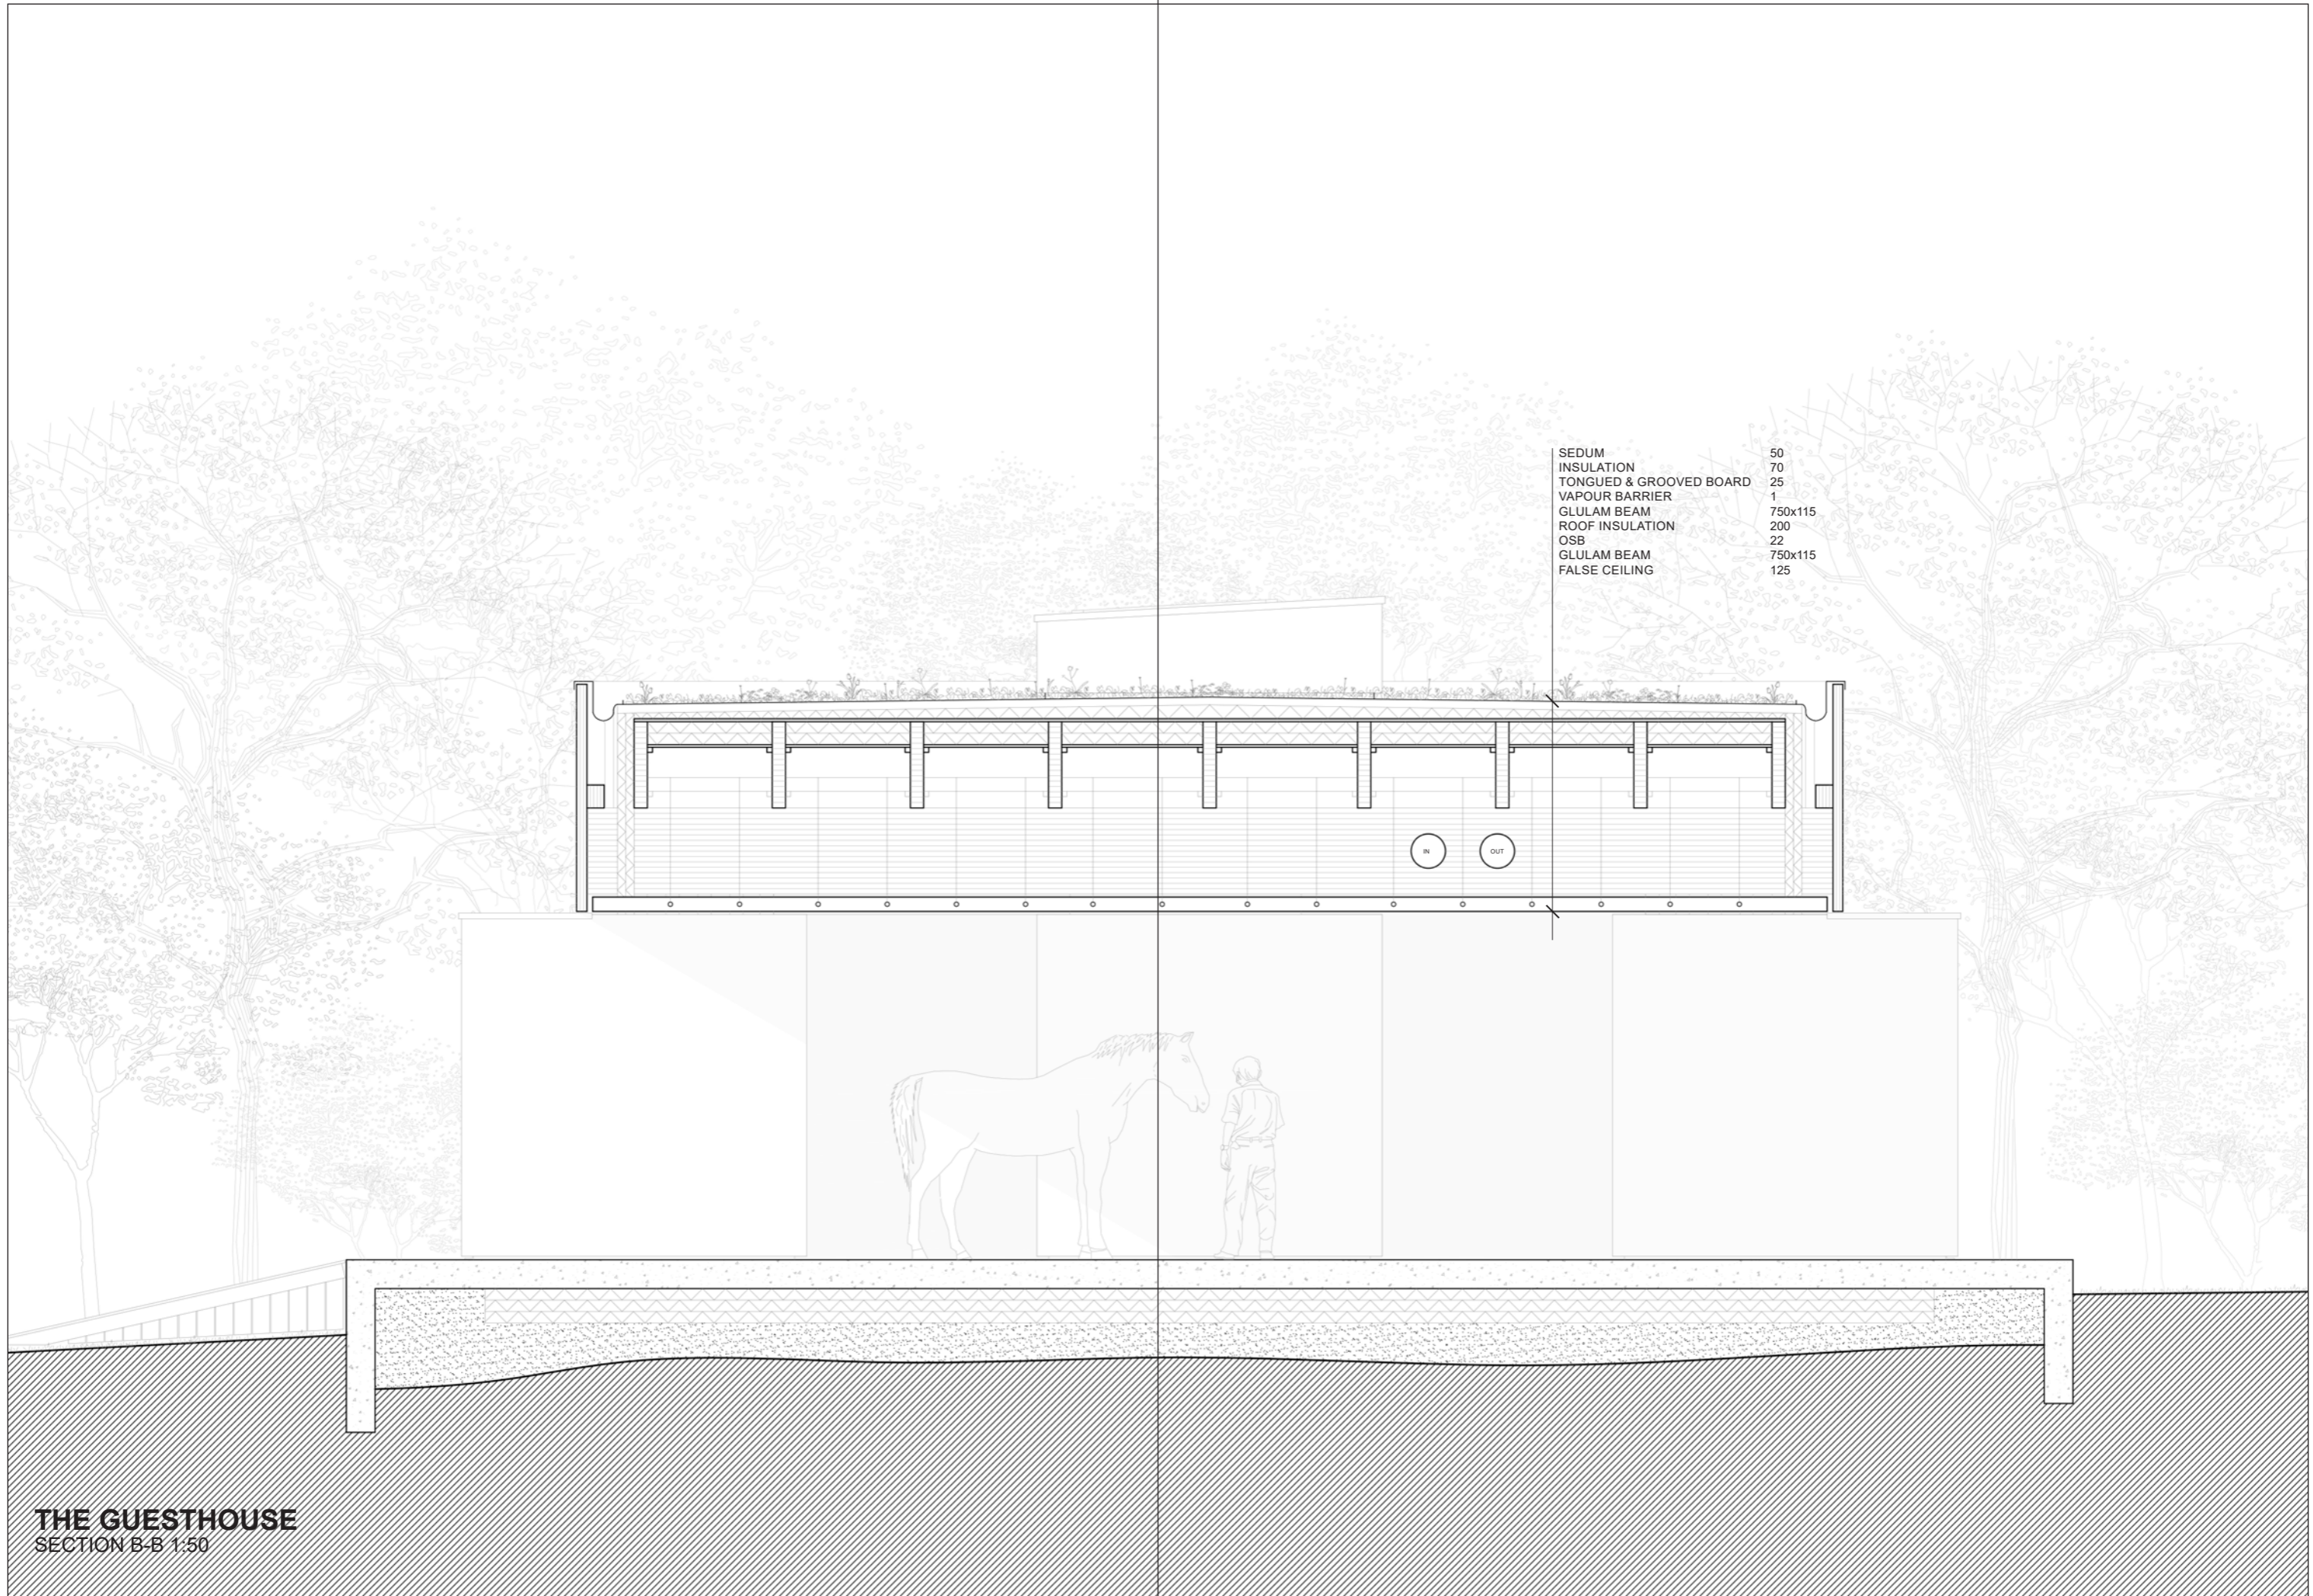 SEDUM 50
INSULATION 70
TONGUED & GROOVED BOARD 25
VAPOUR BARRIER 1
GLULAM BEAM 750x115
ROOF INSULATION 200
OSB 22
GLULAM BEAM 750x115
FALSE CEILING 125
IN OUT
THE GUESTHOUSE
SECTION B-B 1:50